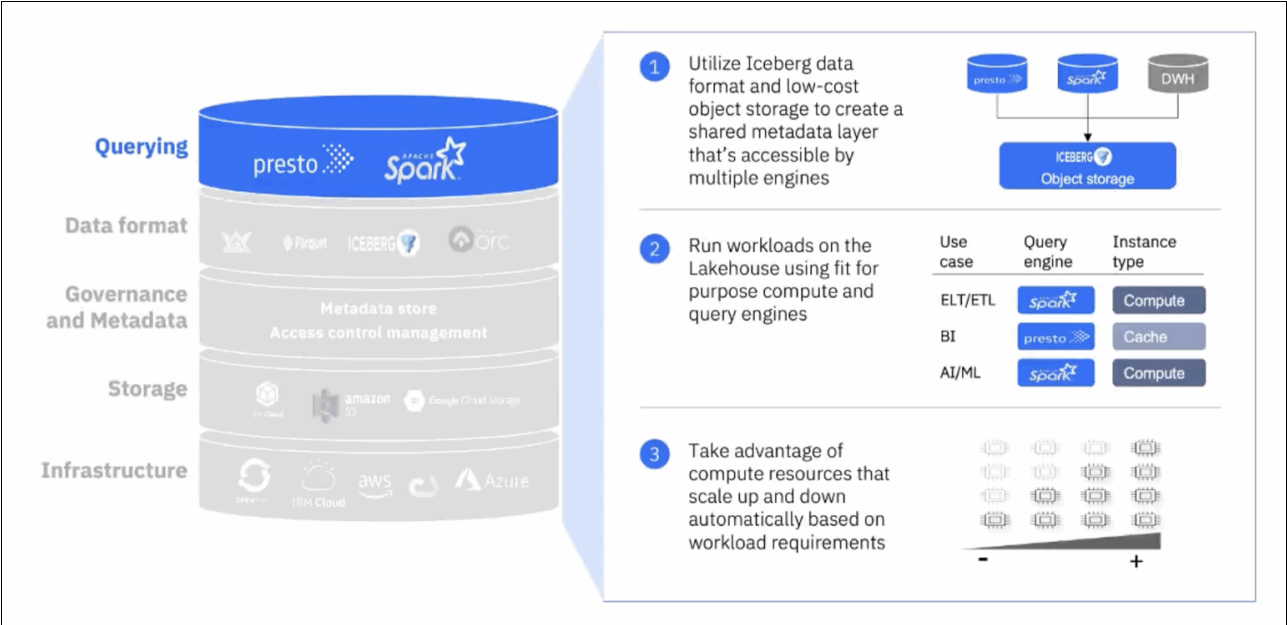 Querying
presto
APACHE
Spark
Data format
Parquet
ICEBERG
orc
Governance
and Metadata
Metadata store
Access control management
Storage
IBM Cloud
amazon
S3
Google Cloud Storage
Infrastructure
IBM Cloud
aws
Azure
1
Utilize Iceberg data
format and low-cost
object storage to create a
shared metadata layer
that's accessible by
multiple engines
presto
Spark
DWH
ICEBERG
Object storage
2
Run workloads on the
Lakehouse using fit for
purpose compute and
query engines
Use
case
Query
engine
Instance
type
ELT/ETL
Spark
Compute
BI
presto
Cache
AI/ML
Spark
Compute
3
Take advantage of
compute resources that
scale up and down
automatically based on
workload requirements
- +